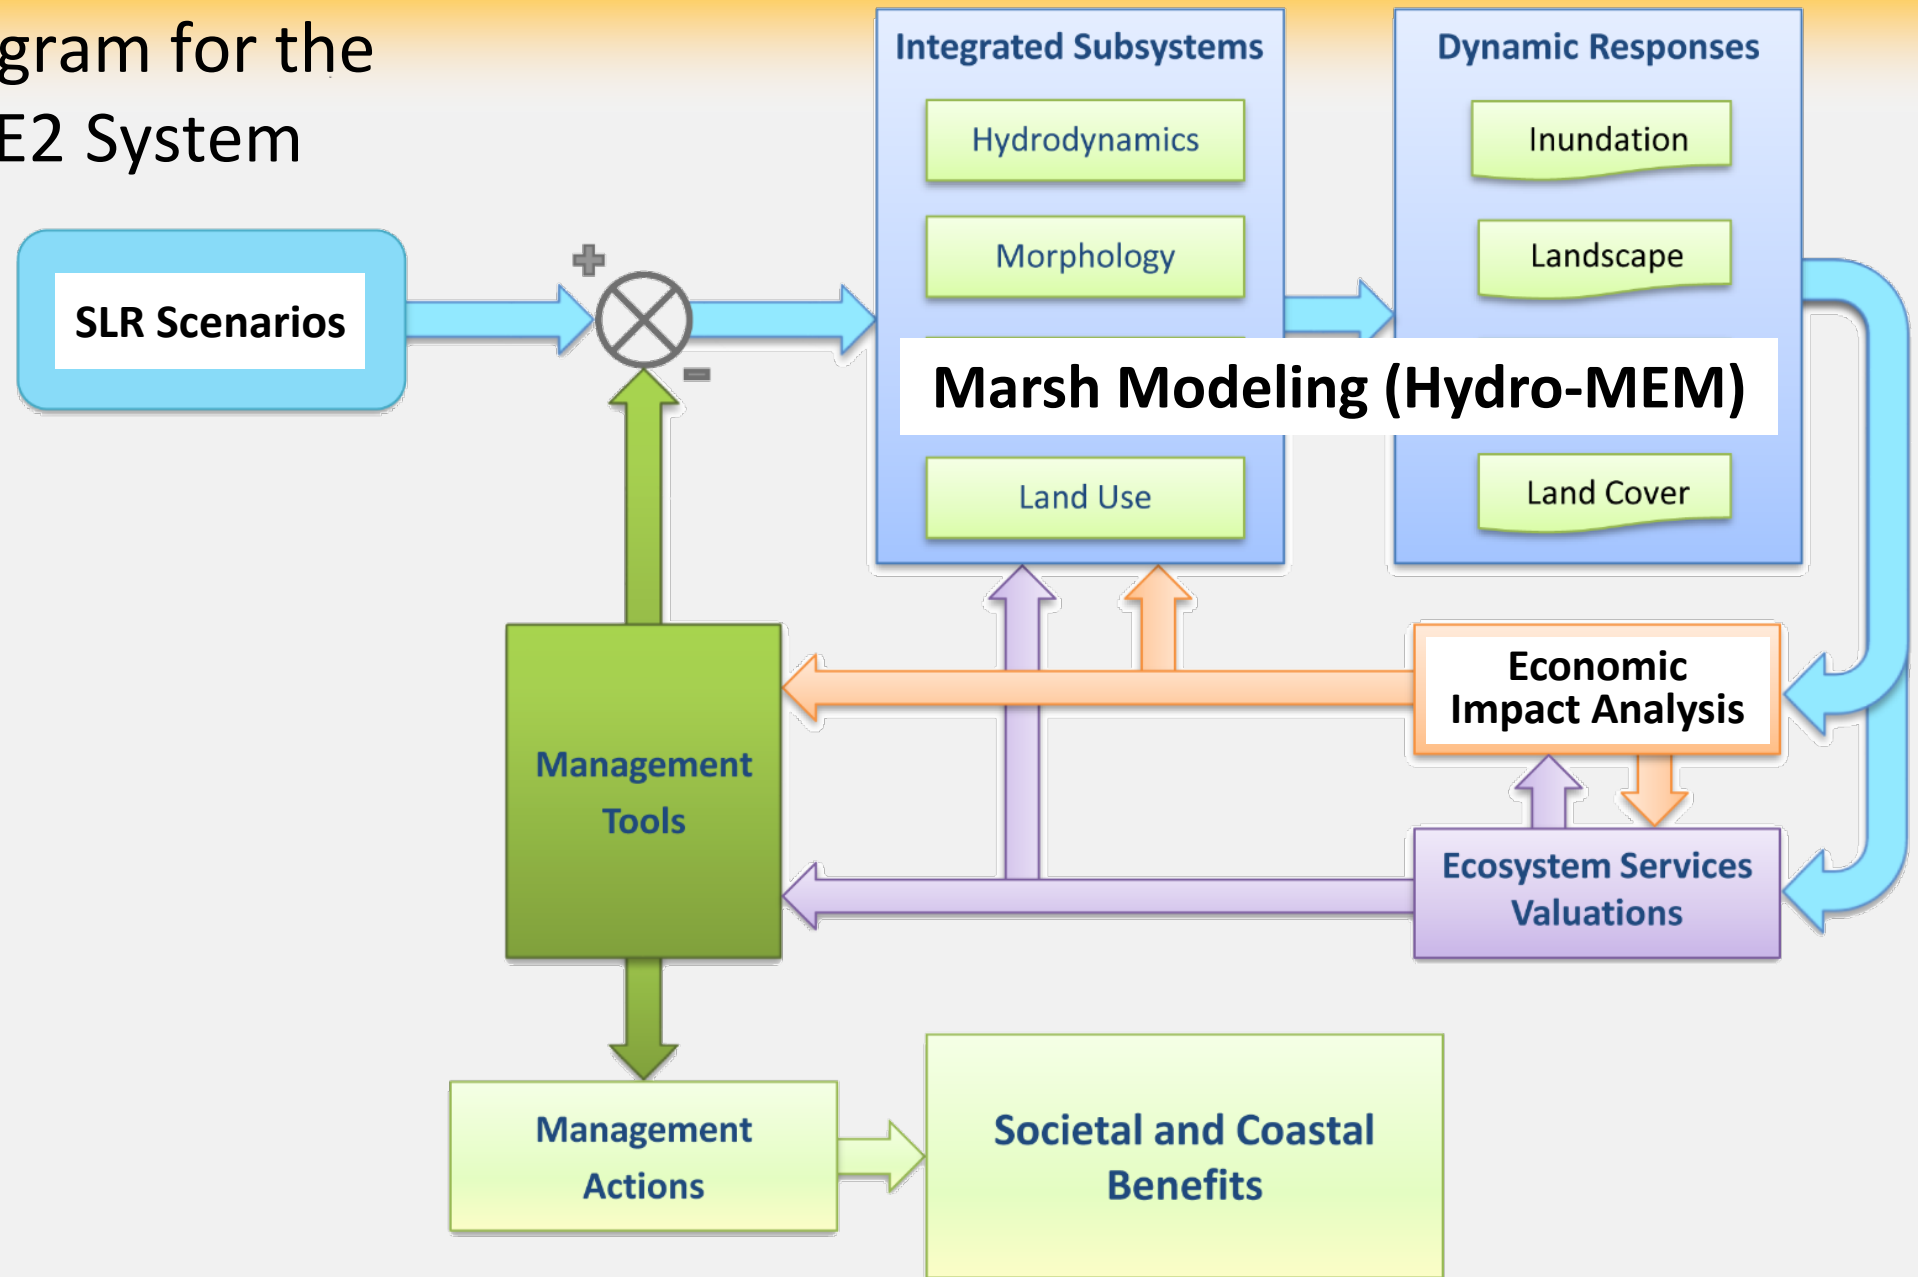 gram for the
E2 System
Integrated Subsystems
Hydrodynamics
Morphology
Land Use
Dynamic Responses
Inundation
Landscape
Land Cover
Marsh Modeling (Hydro-MEM)
SLR Scenarios
Economic
Impact Analysis
Ecosystem Services
Valuations
Management
Tools
Management
Actions
Societal and Coastal
Benefits